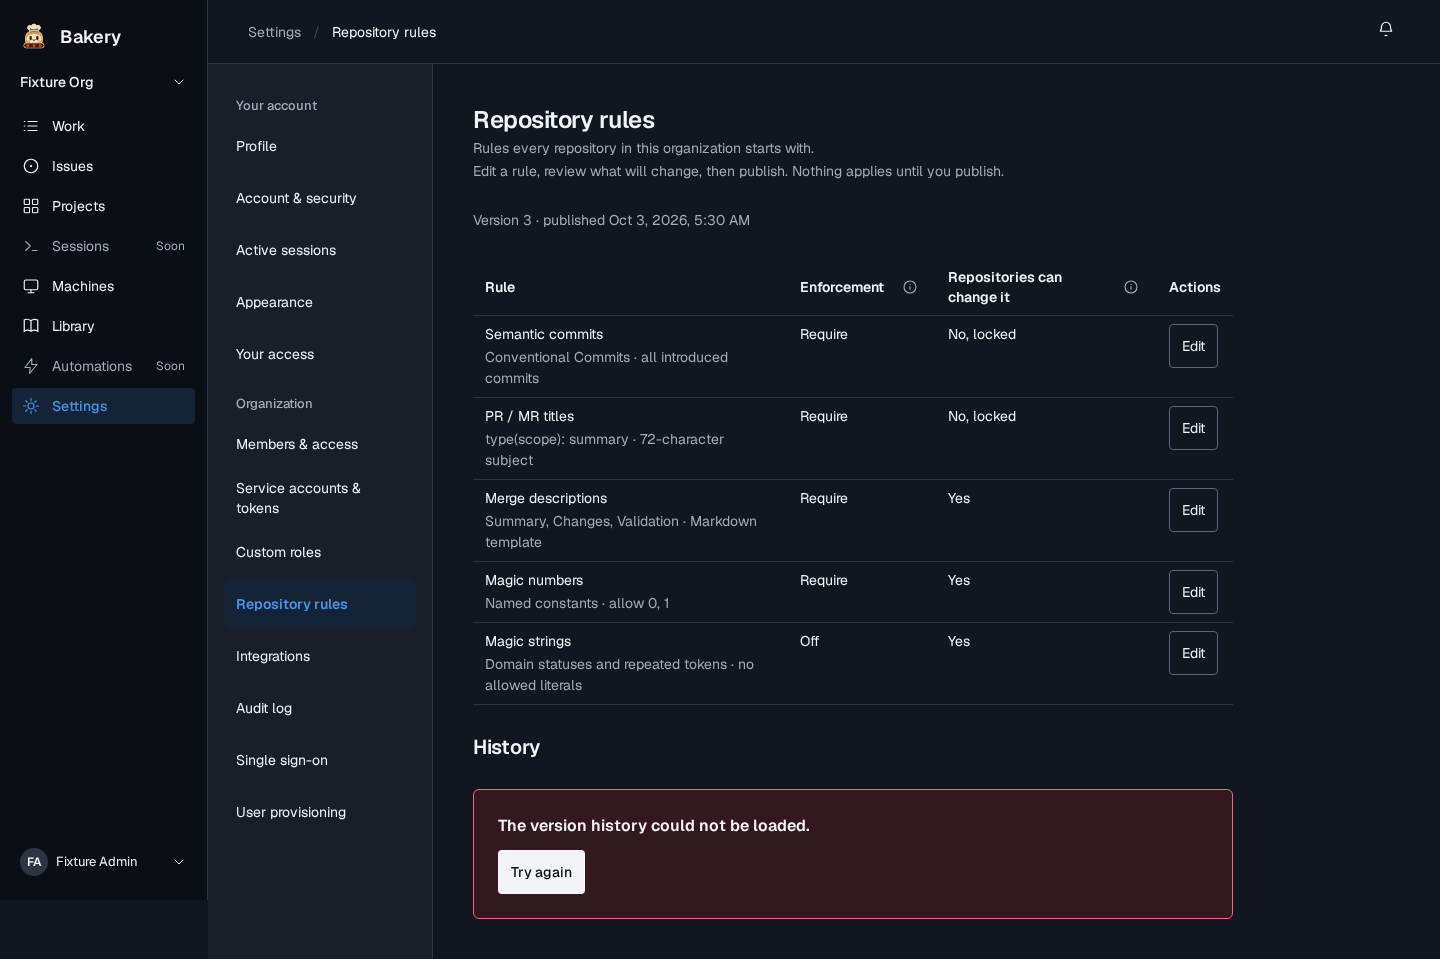 Bakery
Fixture Org
Work
Issues
Projects
Sessions Soon
Machines
Library
Automations Soon
Settings
FA Fixture Admin
Settings / Repository rules
Your account
Profile
Account & security
Active sessions
Appearance
Your access
Organization
Members & access
Service accounts &
tokens
Custom roles
Repository rules
Integrations
Audit log
Single sign-on
User provisioning
Repository rules
Rules every repository in this organization starts with.
Edit a rule, review what will change, then publish. Nothing applies until you publish.
Version 3 · published Oct 3, 2026, 5:30 AM
Rule Enforcement Repositories can
change it Actions
Semantic commits Require No, locked Edit
Conventional Commits · all introduced
commits
PR / MR titles Require No, locked Edit
type(scope): summary · 72-character
subject
Merge descriptions Require Yes Edit
Summary, Changes, Validation · Markdown
template
Magic numbers Require Yes Edit
Named constants · allow 0, 1
Magic strings Off Yes Edit
Domain statuses and repeated tokens · no
allowed literals
History
The version history could not be loaded.
Try again